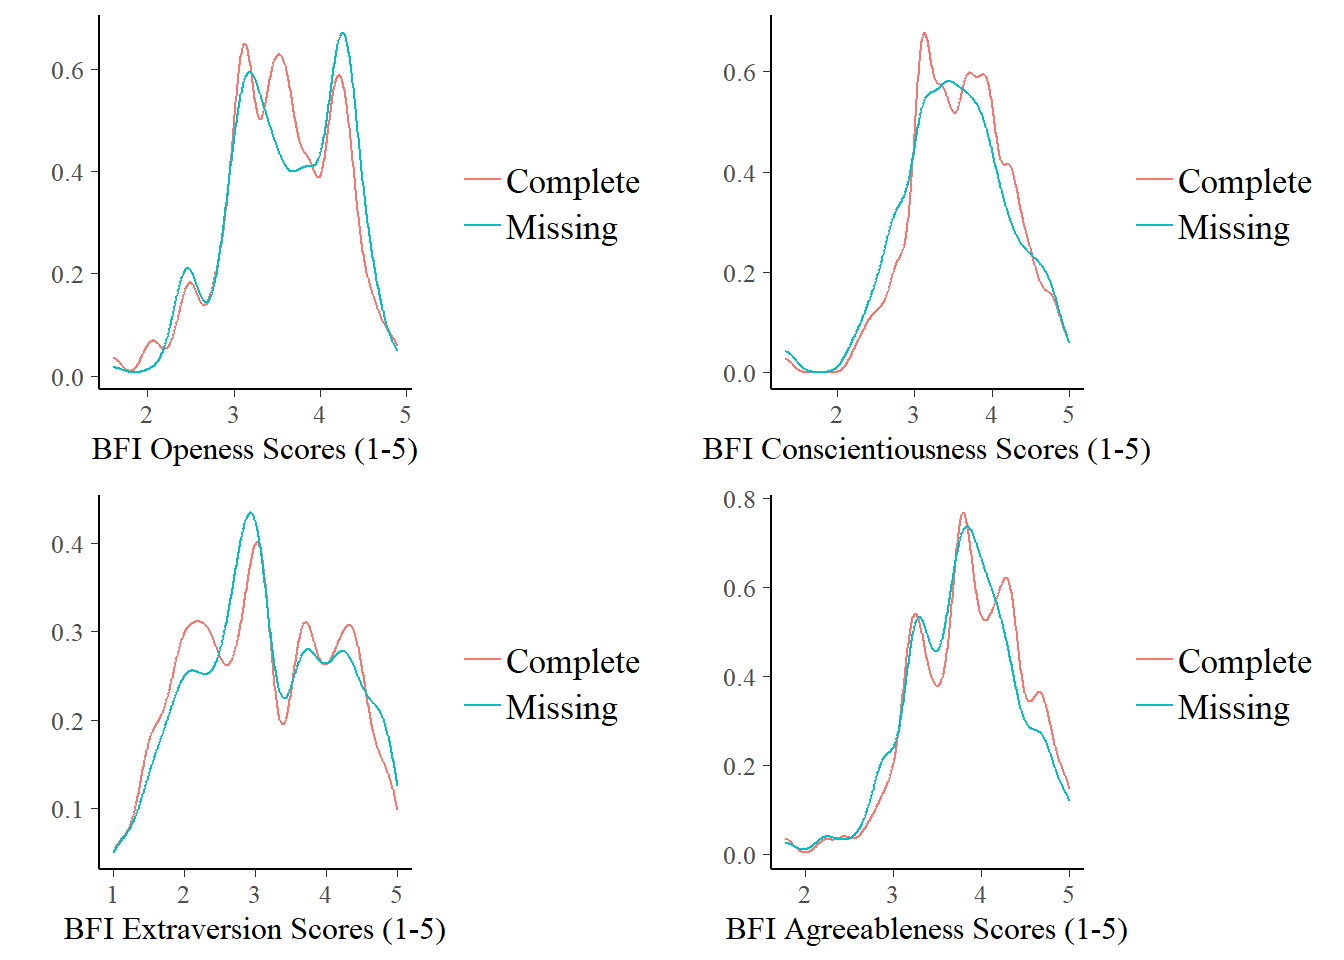 0.6
0.4
0.2
0.0
2 3 4 5
BFI Openess Scores (1-5)
Complete
Missing
0.6
0.4
0.2
0.0
2 3 4 5
BFI Conscientiousness Scores (1-5)
Complete
Missing
0.4
0.3
0.2
0.1
1 2 3 4 5
BFI Extraversion Scores (1-5)
Complete
Missing
0.8
0.6
0.4
0.2
0.0
2 3 4 5
BFI Agreeableness Scores (1-5)
Complete
Missing